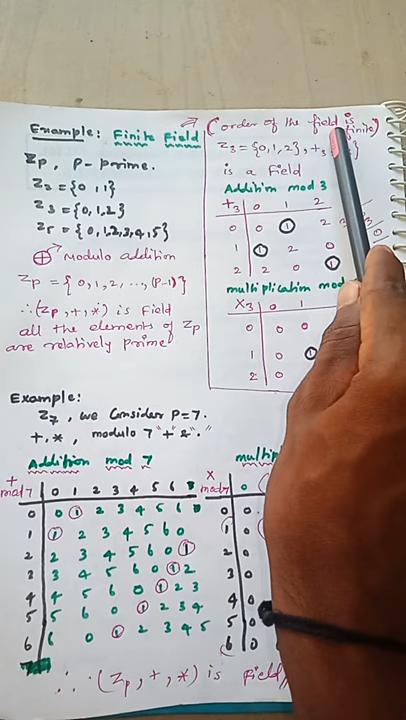 Example: Finite Field
Zp, p-prime.
Z2 = {0,1}
Z3 = {0,1,2}
Z5 = {0,1,2,3,4,5}
⊕ Modulo addition
Zp = {0,1,2,...,(p-1)}
∴ (Zp,+,*) is Field
all the elements of Zp
are relatively prime
(order of the field is
finite)
Z3 = {0,1,2}, +3
is a Field
Addition mod 3
+3 0 1 2
0 0 1 2
1 1 2 0
2 2 0 1
multiplication mod
×3 0 1
0 0 0
1 0 1
2 0
Example:
Z7, we consider P=7.
+,*, modulo 7 "+ & ."
Addition mod 7
+ mod 7 0 1 2 3 4 5 6
0 0 1 2 3 4 5 6
1 1 2 3 4 5 6 0
2 2 3 4 5 6 0 1
3 3 4 5 6 0 1 2
4 4 5 6 0 1 2 3
5 5 6 0 1 2 3 4
6 6 0 1 2 3 4 5
× mod 7 0
0 0
1 0
2 0
3 0
4 0
5 0
6 0
∴ (Zp,+,*) is field